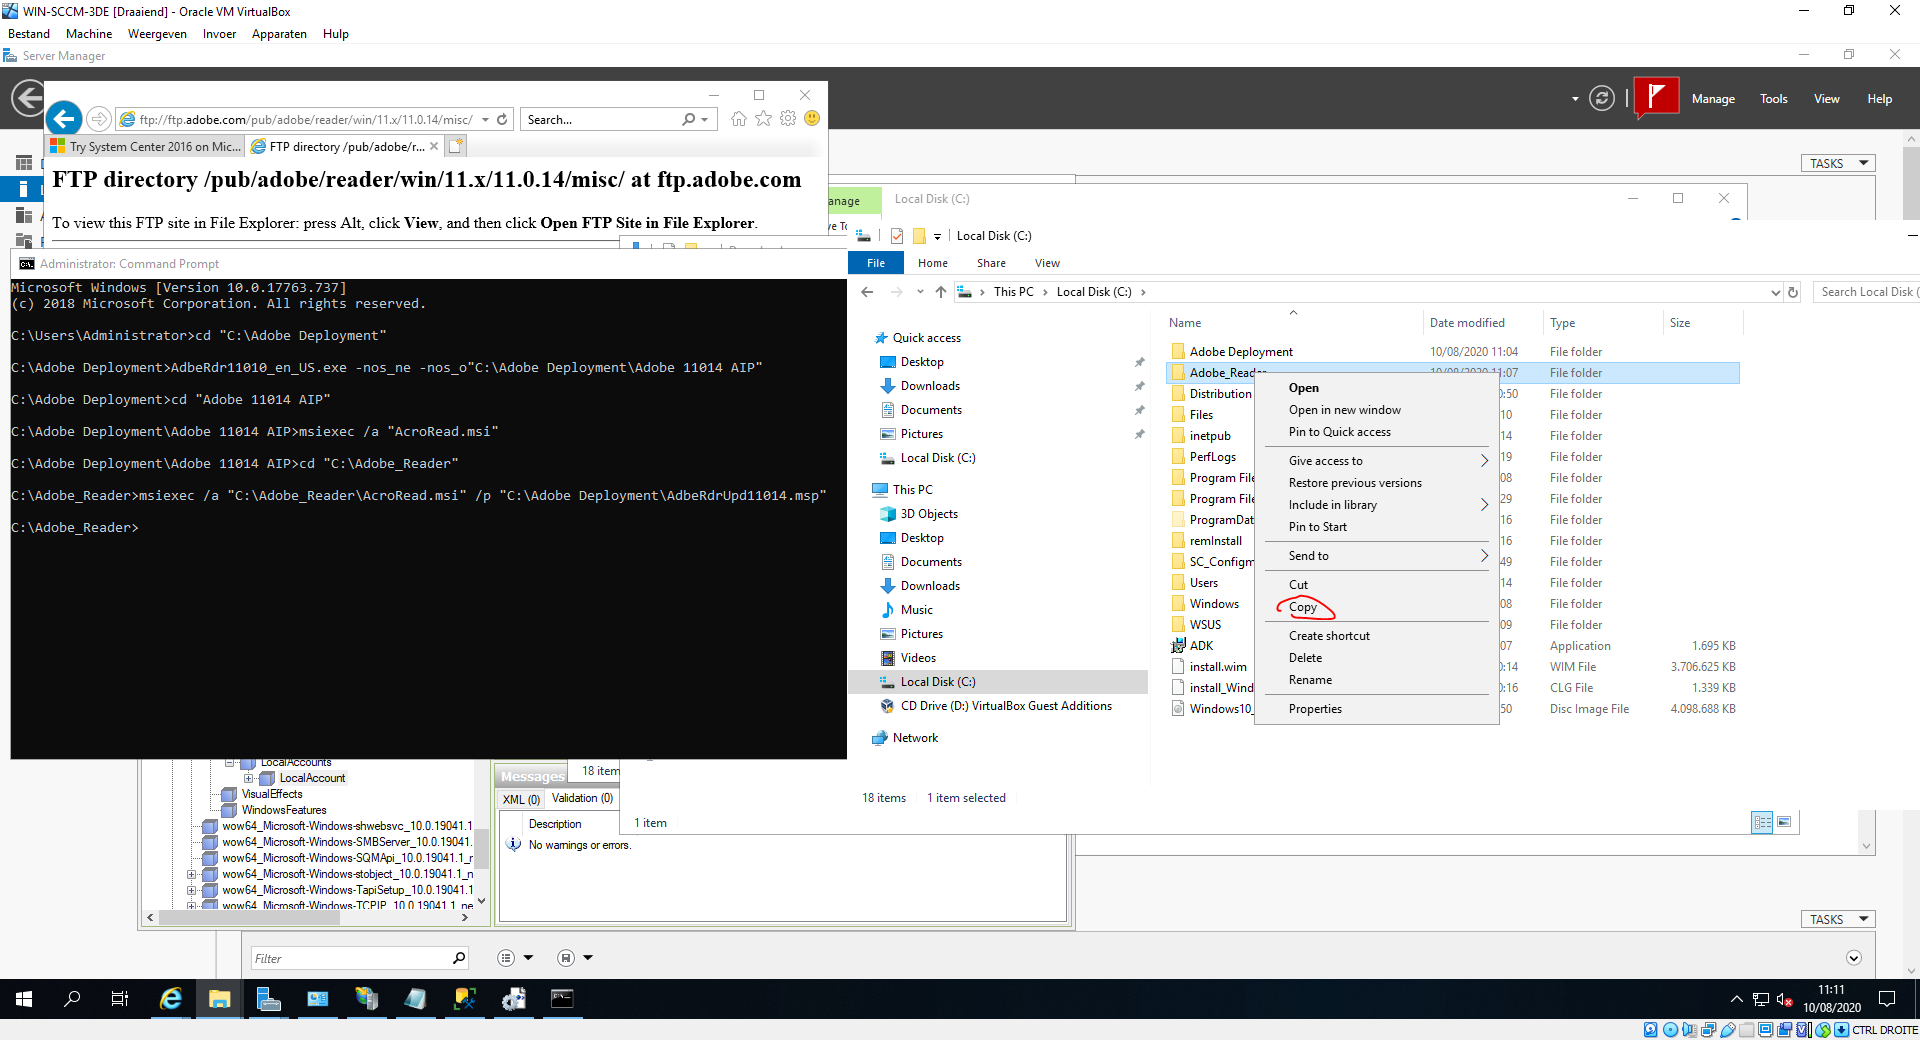 WIN-SCCM-3DE [Draaiend] - Oracle VM VirtualBox
Bestand Machine Weergeven Invoer Apparaten Hulp
Server Manager
Manage Tools View Help
ftp://ftp.adobe.com/pub/adobe/reader/win/11.x/11.0.14/misc/
Search...
Try System Center 2016 on Mic...
FTP directory /pub/adobe/r...
FTP directory /pub/adobe/reader/win/11.x/11.0.14/misc/ at ftp.adobe.com
To view this FTP site in File Explorer: press Alt, click View, and then click Open FTP Site in File Explorer.
TASKS
anage
Local Disk (C:)
Administrator: Command Prompt
Microsoft Windows [Version 10.0.17763.737]
(c) 2018 Microsoft Corporation. All rights reserved.
C:\Users\Administrator>cd "C:\Adobe Deployment"
C:\Adobe Deployment>AdbeRdr11010_en_US.exe -nos_ne -nos_o"C:\Adobe Deployment\Adobe 11014 AIP"
C:\Adobe Deployment>cd "Adobe 11014 AIP"
C:\Adobe Deployment\Adobe 11014 AIP>msiexec /a "AcroRead.msi"
C:\Adobe Deployment\Adobe 11014 AIP>cd "C:\Adobe_Reader"
C:\Adobe_Reader>msiexec /a "C:\Adobe_Reader\AcroRead.msi" /p "C:\Adobe Deployment\AdbeRdrUpd11014.msp"
C:\Adobe_Reader>
Local Disk (C:)
File Home Share View
This PC > Local Disk (C:) >
Search Local Disk (
Quick access
Desktop
Downloads
Documents
Pictures
Local Disk (C:)
This PC
3D Objects
Desktop
Documents
Downloads
Music
Pictures
Videos
Local Disk (C:)
CD Drive (D:) VirtualBox Guest Additions
Network
Name Date modified Type Size
Adobe Deployment 10/08/2020 11:04 File folder
Adobe_Reader 10/08/2020 11:07 File folder
Distribution :50 File folder
Files 10 File folder
inetpub 14 File folder
PerfLogs 19 File folder
Program File 08 File folder
Program File 29 File folder
ProgramDat 16 File folder
remInstall 16 File folder
SC_Configm 49 File folder
Users 14 File folder
Windows 08 File folder
WSUS 09 File folder
ADK 07 Application 1.695 KB
install.wim :14 WIM File 3.706.625 KB
install_Wind :16 CLG File 1.339 KB
Windows10_ 50 Disc Image File 4.098.688 KB
Open
Open in new window
Pin to Quick access
Give access to
Restore previous versions
Include in library
Pin to Start
Send to
Cut
Copy
Create shortcut
Delete
Rename
Properties
18 items 1 item selected
LocalAccounts
LocalAccount
VisualEffects
WindowsFeatures
wow64_Microsoft-Windows-shwebsvc_10.0.19041.1
wow64_Microsoft-Windows-SMBServer_10.0.19041.
wow64_Microsoft-Windows-SQMApi_10.0.19041.1_r
wow64_Microsoft-Windows-stobject_10.0.19041.1_n
wow64_Microsoft-Windows-TapiSetup_10.0.19041.1
wow64_Microsoft-Windows-TCPIP_10.0.19041.1_ne
Messages
18 item
XML (0) Validation (0)
Description
No warnings or errors.
1 item
TASKS
Filter
11:11
10/08/2020
CTRL DROITE